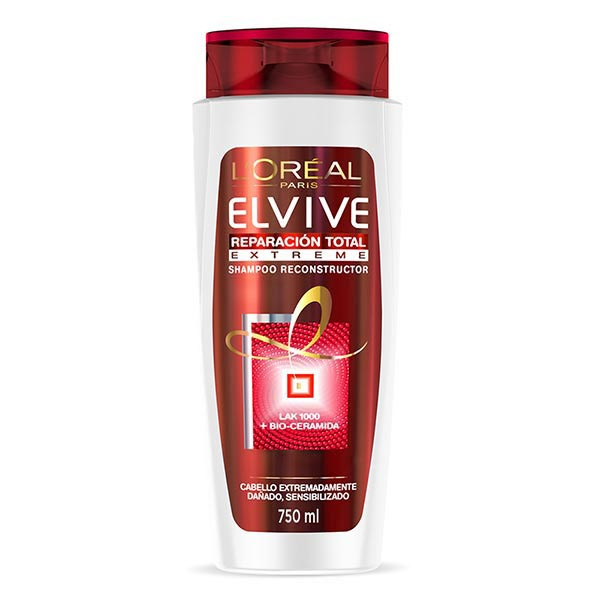 L'ORÉAL
PARIS
ELVIVE
REPARACIÓN TOTAL
EXTREME
SHAMPOO RECONSTRUCTOR
LAK 1000
+ BIO-CERAMIDA
CABELLO EXTREMADAMENTE
DAÑADO, SENSIBILIZADO
750 ml